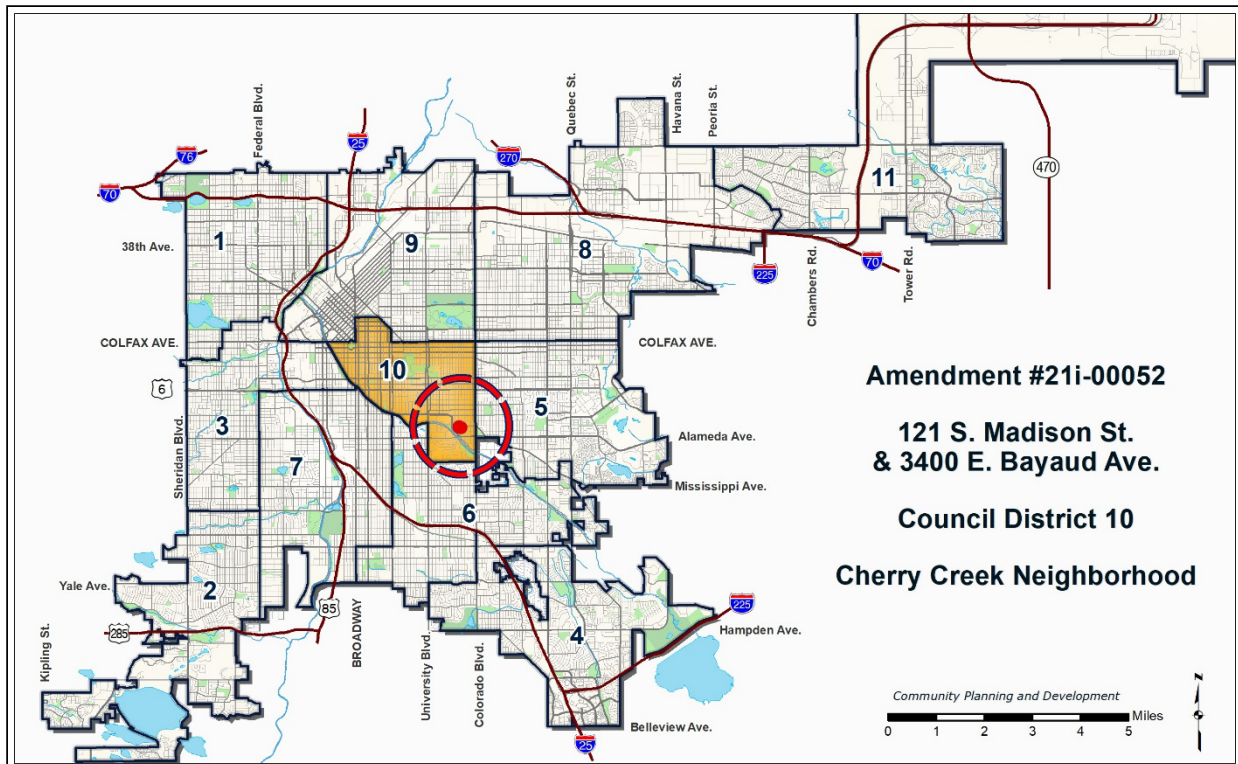 Federal Blvd.
Quebec St.
Havana St.
Peoria St.
76
25
270
70
470
11
1
9
8
38th Ave.
225
70
Chambers Rd.
Tower Rd.
COLFAX AVE.
COLFAX AVE.
6
10
5
3
7
Sheridan Blvd.
Alameda Ave.
Mississippi Ave.
6
2
Yale Ave.
85
285
BROADWAY
University Blvd.
Colorado Blvd.
4
225
Hampden Ave.
Kipling St.
Belleview Ave.
25
Amendment #21i-00052
121 S. Madison St.
& 3400 E. Bayaud Ave.
Council District 10
Cherry Creek Neighborhood
Community Planning and Development
Miles
0 1 2 3 4 5
N